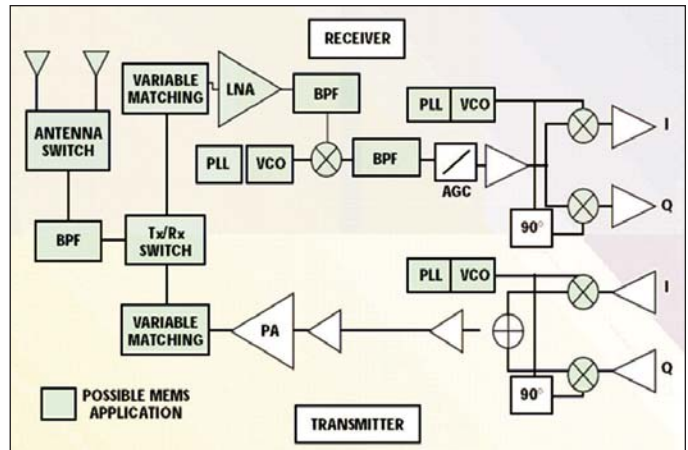 RECEIVER
VARIABLE
MATCHING
LNA
BPF
ANTENNA
SWITCH
PLL
VCO
BPF
AGC
PLL
VCO
I
Q
90°
BPF
Tx/Rx
SWITCH
VARIABLE
MATCHING
PA
PLL
VCO
I
Q
90°
POSSIBLE MEMS
APPLICATION
TRANSMITTER